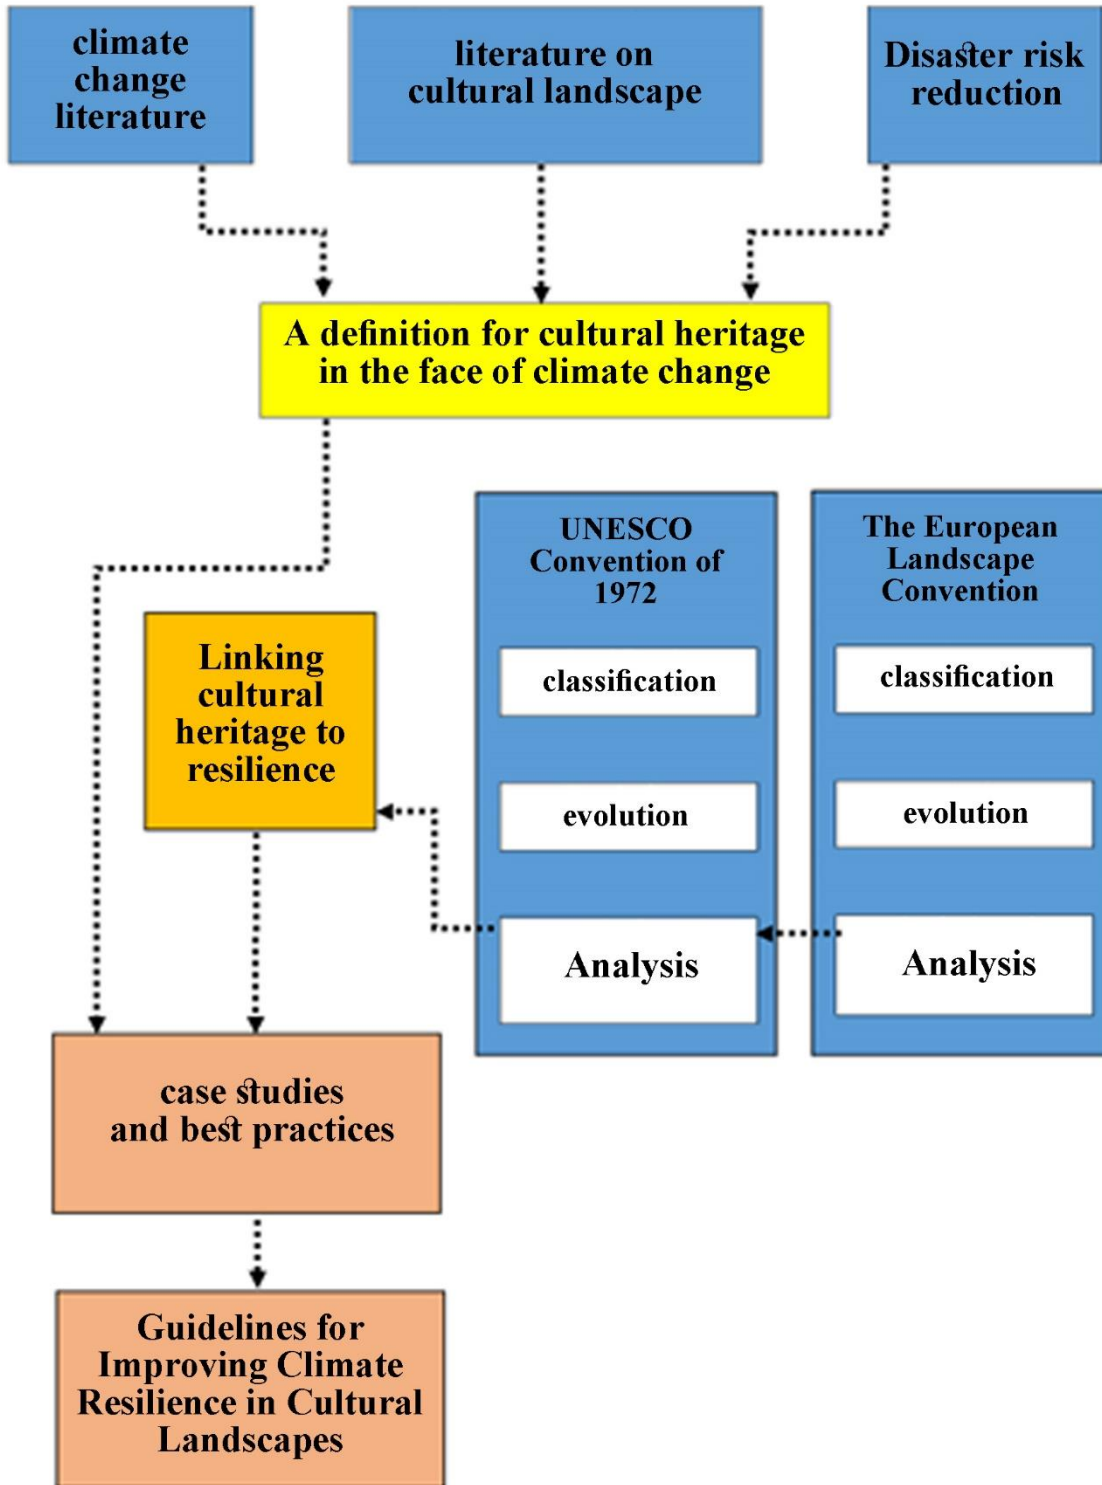 climate
change
literature
literature on
cultural landscape
Disaster risk
reduction
A definition for cultural heritage
in the face of climate change
UNESCO
Convention of
1972
classification
evolution
Analysis
The European
Landscape
Convention
classification
evolution
Analysis
Linking
cultural
heritage to
resilience
case studies
and best practices
Guidelines for
Improving Climate
Resilience in Cultural
Landscapes